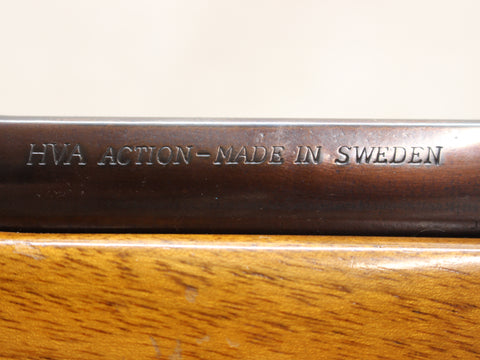 HVA ACTION-MADE IN SWEDEN